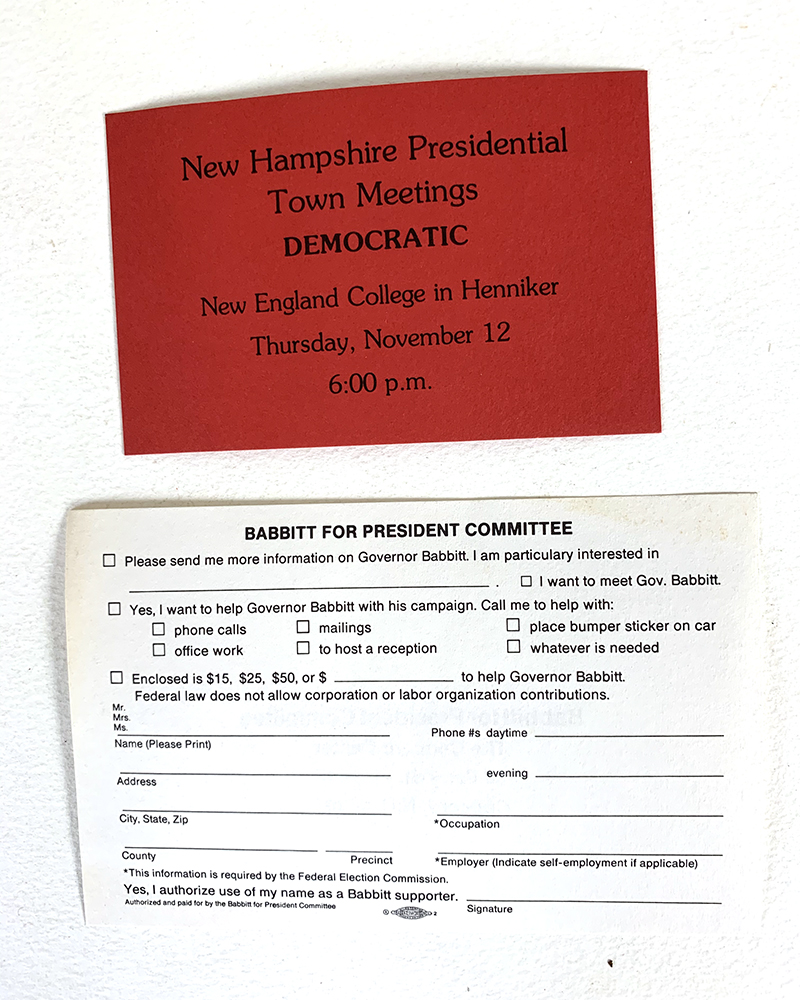 New Hampshire Presidential
Town Meetings
DEMOCRATIC
New England College in Henniker
Thursday, November 12
6:00 p.m.
BABBITT FOR PRESIDENT COMMITTEE
☐ Please send me more information on Governor Babbitt. I am particulary interested in
. ☐ I want to meet Gov. Babbitt.
☐ Yes, I want to help Governor Babbitt with his campaign. Call me to help with:
☐ phone calls ☐ mailings ☐ place bumper sticker on car
☐ office work ☐ to host a reception ☐ whatever is needed
☐ Enclosed is $15, $25, $50, or $ to help Governor Babbitt.
Federal law does not allow corporation or labor organization contributions.
Mr.
Mrs.
Ms.
Name (Please Print)
Phone #s daytime
evening
Address
City, State, Zip
*Occupation
County Precinct
*Employer (Indicate self-employment if applicable)
*This information is required by the Federal Election Commission.
Yes, I authorize use of my name as a Babbitt supporter.
Signature
Authorized and paid for by the Babbitt for President Committee
2